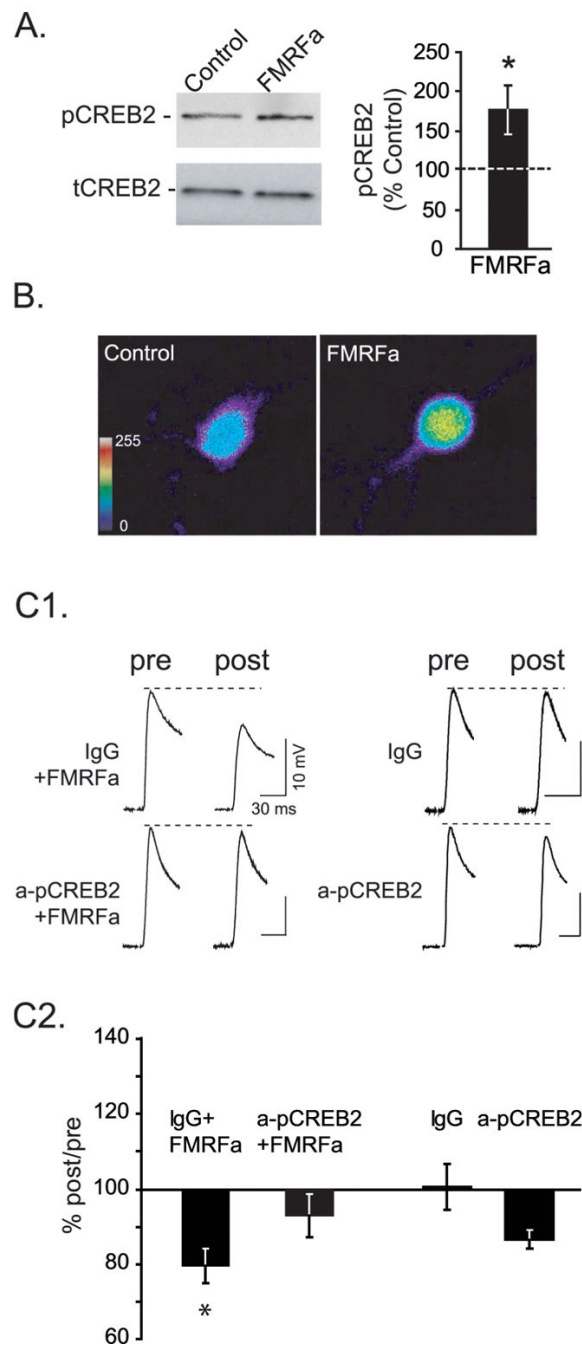 A.
Control
FMRFa
pCREB2 -
tCREB2 -
pCREB2
(% Control)
250
200
150
100
50
0
*
FMRFa
B.
Control
FMRFa
255
0
C1.
pre
post
pre
post
IgG
+FMRFa
10 mV
30 ms
IgG
a-pCREB2
+FMRFa
a-pCREB2
C2.
% post/pre
140
120
100
80
60
IgG+
FMRFa
a-pCREB2
+FMRFa
IgG
a-pCREB2
*